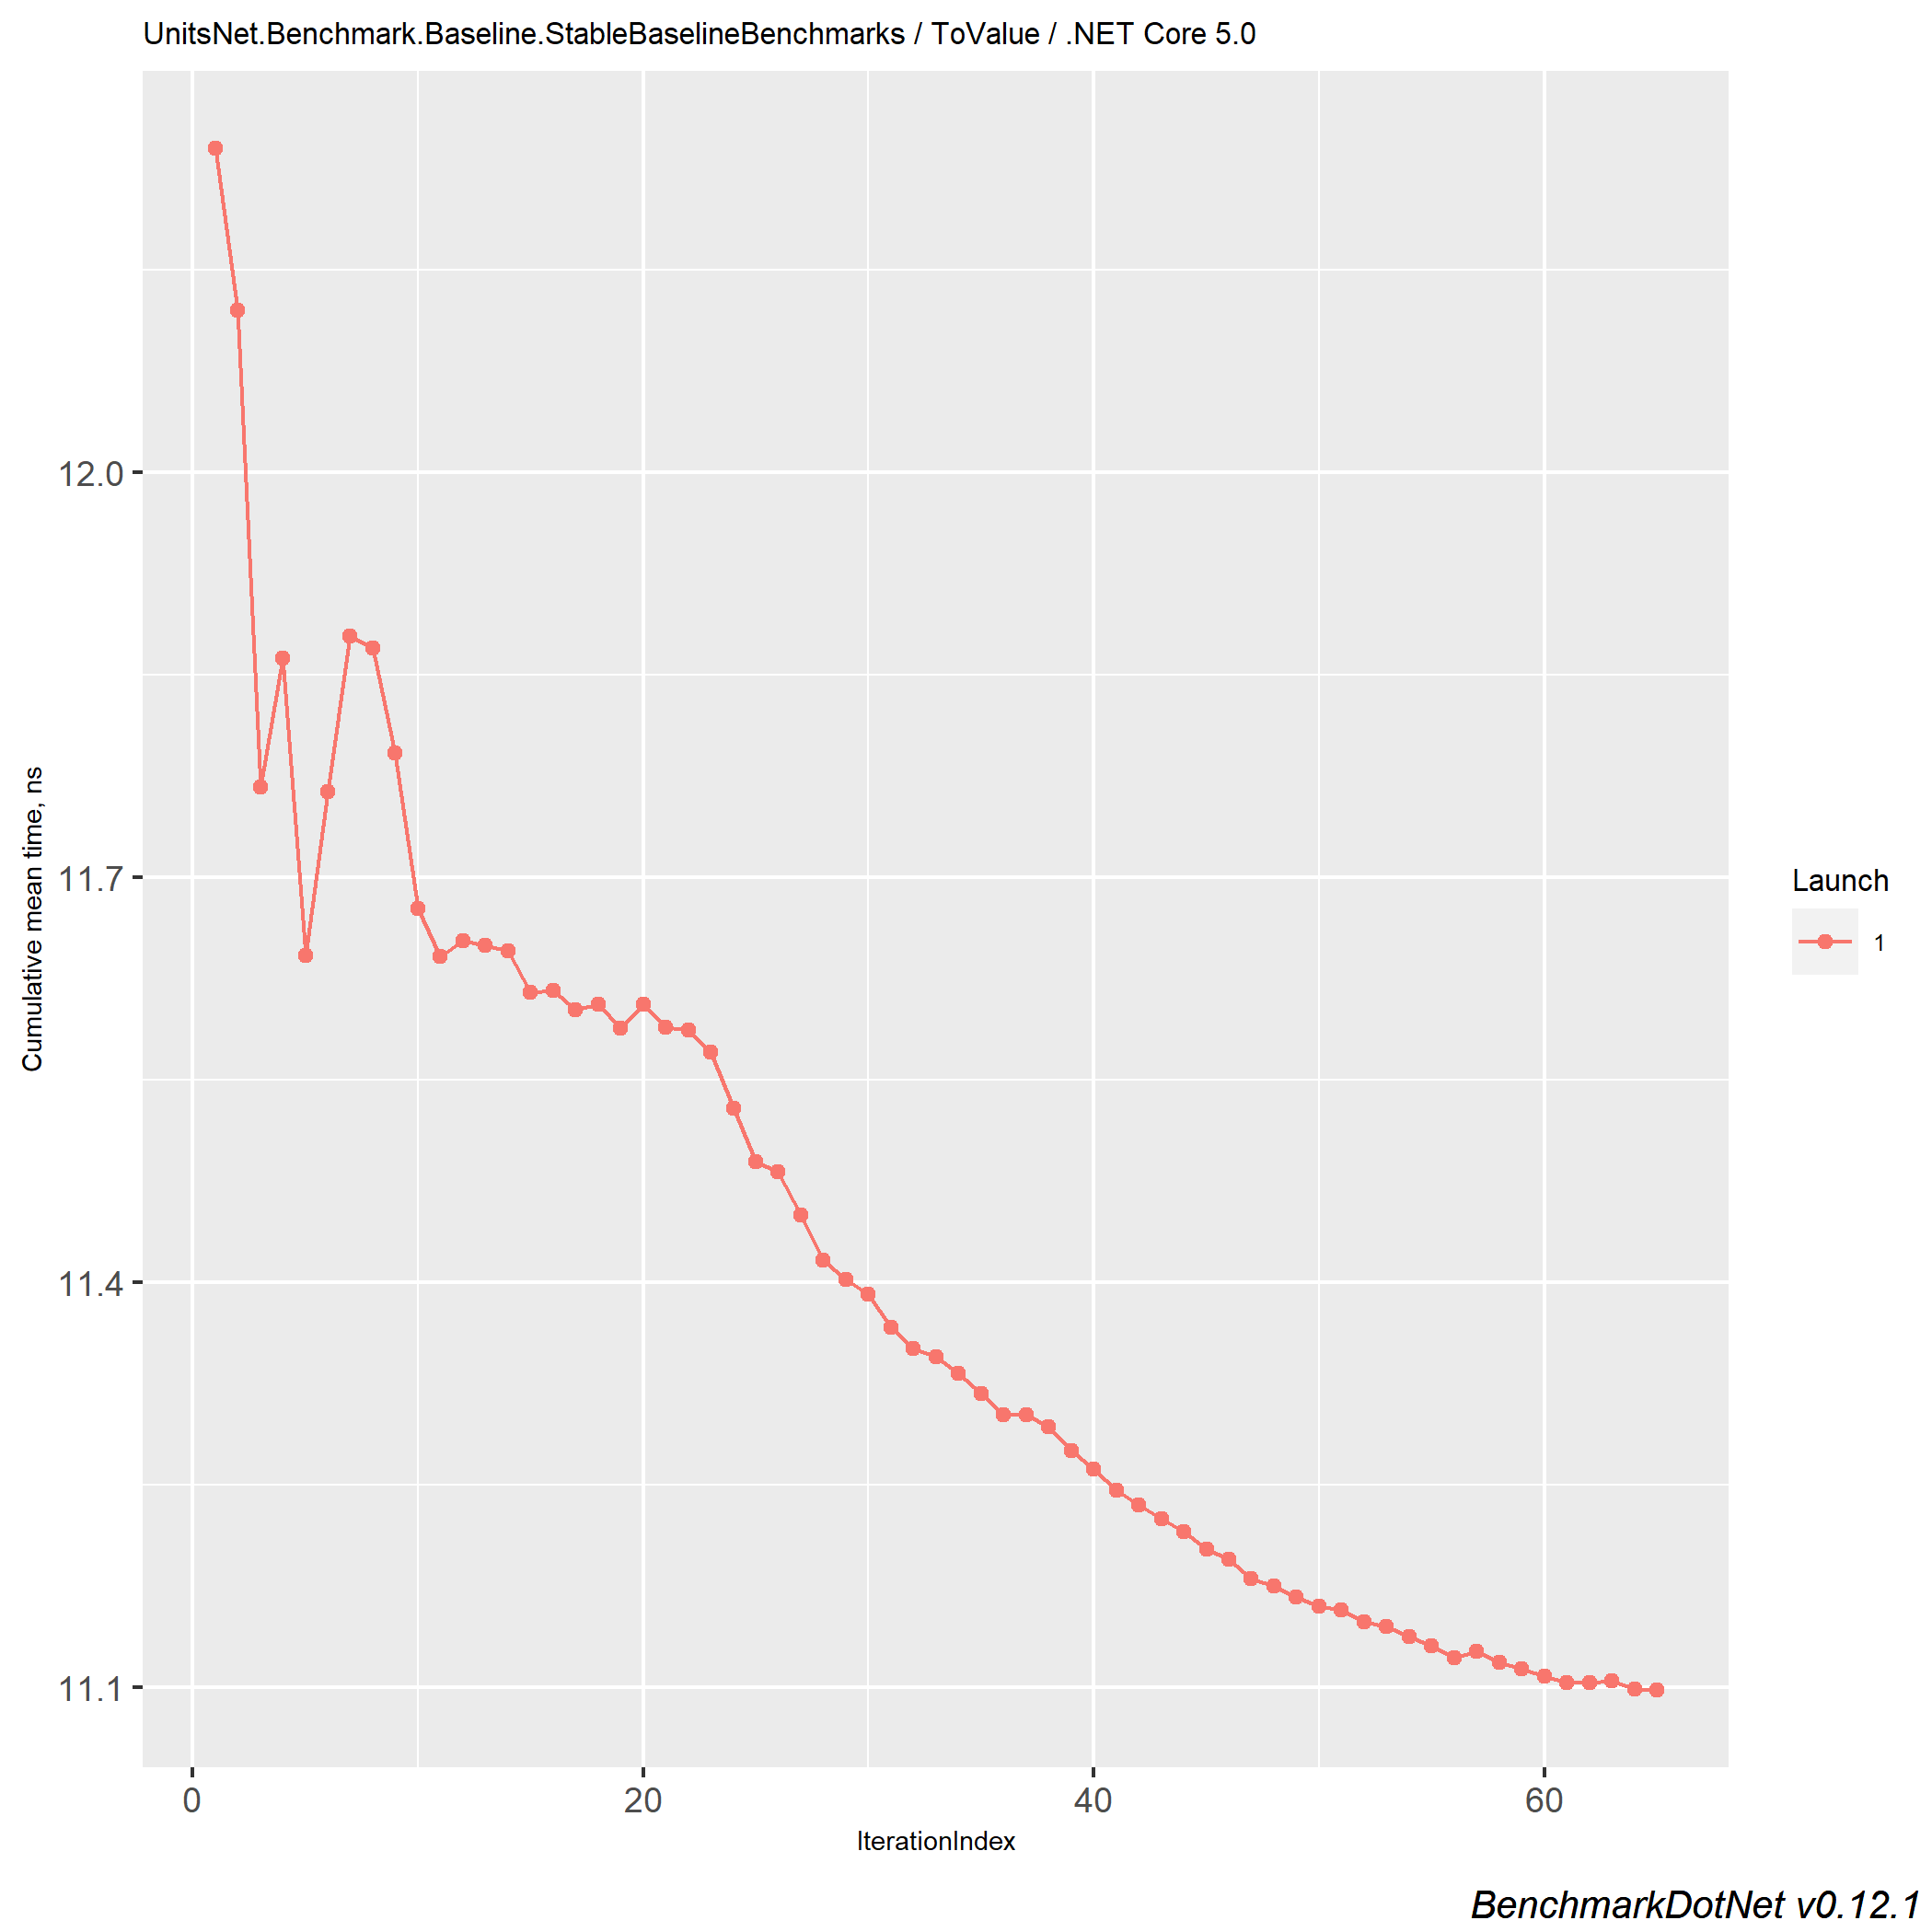 UnitsNet.Benchmark.Baseline.StableBaselineBenchmarks / ToValue / .NET Core 5.0
Cumulative mean time, ns
12.0
11.7
11.4
11.1
0
20
40
60
IterationIndex
Launch
1
BenchmarkDotNet v0.12.1